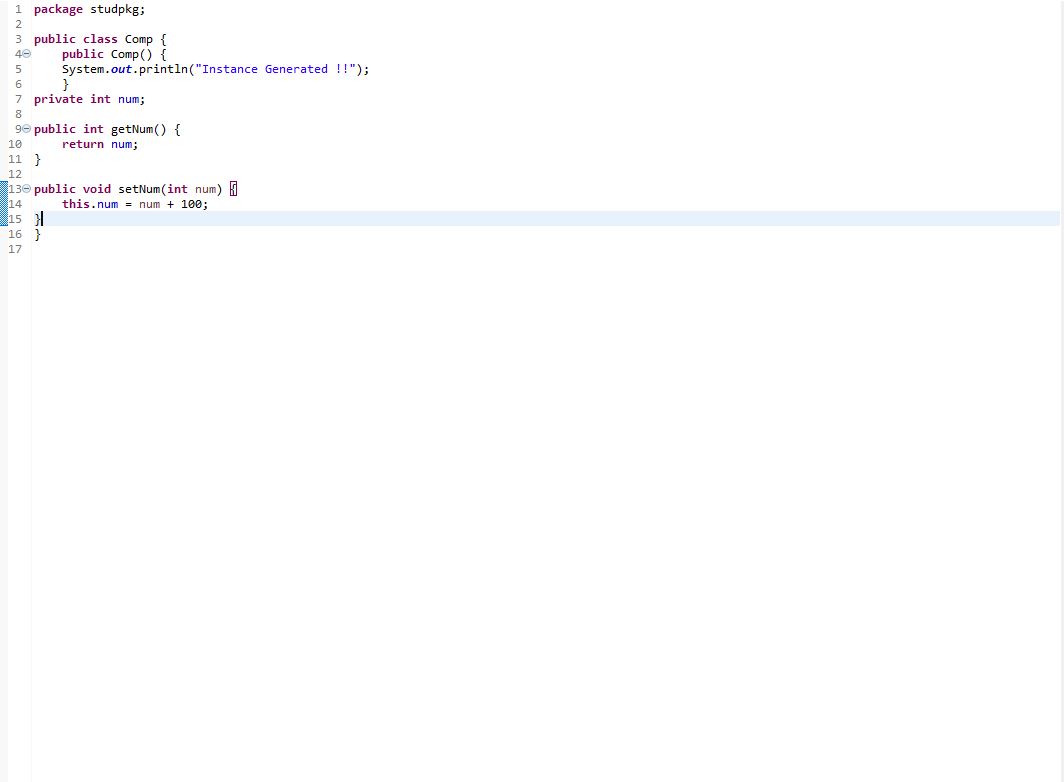 1 package studpkg;
2
3 public class Comp {
4 public Comp() {
5 System.out.println("Instance Generated !!");
6 }
7 private int num;
8
9 public int getNum() {
10 return num;
11 }
12
13 public void setNum(int num) {
14 this.num = num + 100;
15 }
16 }
17